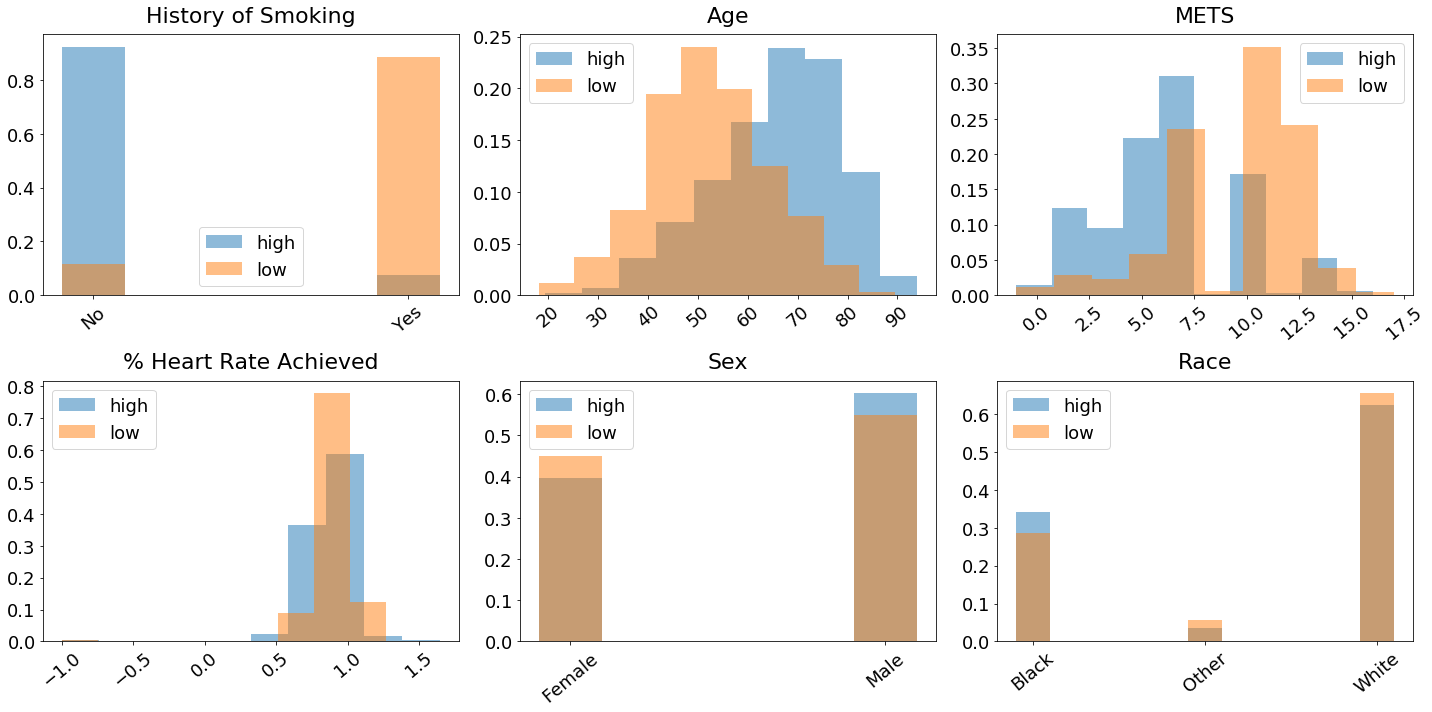 History of Smoking
0.8
0.6
0.4
0.2
0.0
high
low
No
Yes
Age
0.25
0.20
0.15
0.10
0.05
0.00
high
low
20
30
40
50
60
70
80
90
METS
0.35
0.30
0.25
0.20
0.15
0.10
0.05
0.00
high
low
0.0
2.5
5.0
7.5
10.0
12.5
15.0
17.5
% Heart Rate Achieved
0.8
0.7
0.6
0.5
0.4
0.3
0.2
0.1
0.0
high
low
−1.0
−0.5
0.0
0.5
1.0
1.5
Sex
0.6
0.5
0.4
0.3
0.2
0.1
0.0
high
low
Female
Male
Race
0.6
0.5
0.4
0.3
0.2
0.1
0.0
high
low
Black
Other
White